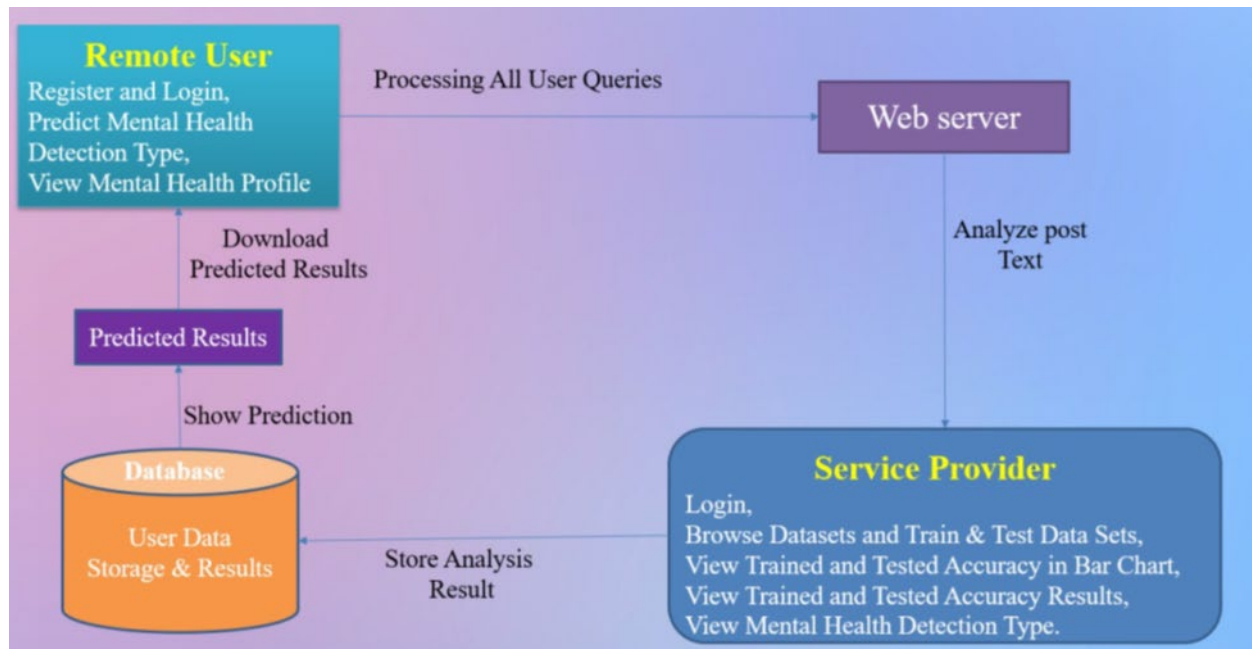 Remote User
Register and Login,
Predict Mental Health
Detection Type,
View Mental Health Profile
Processing All User Queries
Web server
Analyze post
Text
Download
Predicted Results
Predicted Results
Show Prediction
Database
User Data
Storage & Results
Store Analysis
Result
Service Provider
Login,
Browse Datasets and Train & Test Data Sets,
View Trained and Tested Accuracy in Bar Chart,
View Trained and Tested Accuracy Results,
View Mental Health Detection Type.